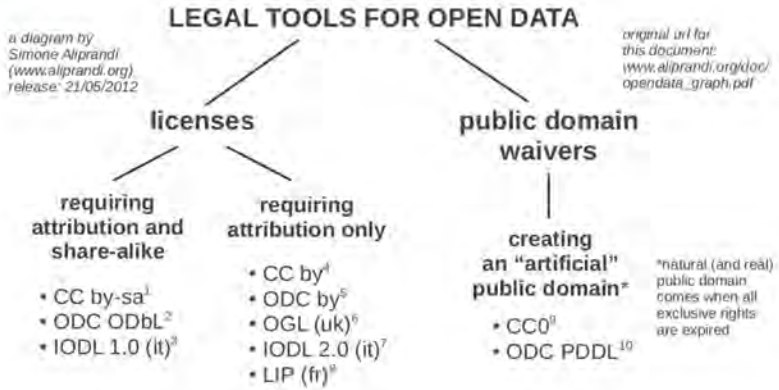 LEGAL TOOLS FOR OPEN DATA
a diagram by
Simone Aliprandi
(www.aliprandi.org)
release: 21/05/2012
original url for
this document:
www.aliprandi.org/doc/
opendata_graph.pdf
licenses
requiring
attribution and
share-alike
• CC by-sa¹
• ODC ODbL²
• IODL 1.0 (it)³
requiring
attribution only
• CC by⁴
• ODC by⁵
• OGL (uk)⁶
• IODL 2.0 (it)⁷
• LIP (fr)⁸
public domain
waivers
creating
an “artificial”
public domain*
• CC0⁹
• ODC PDDL¹⁰
*natural (and real)
public domain
comes when all
exclusive rights
are expired